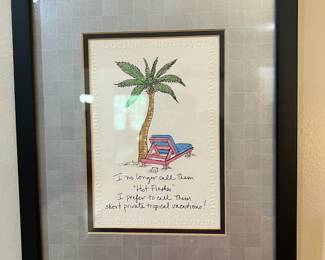 I no longer call Them
"Hot Flashes"
I prefer to call Them
short private tropical vacations!